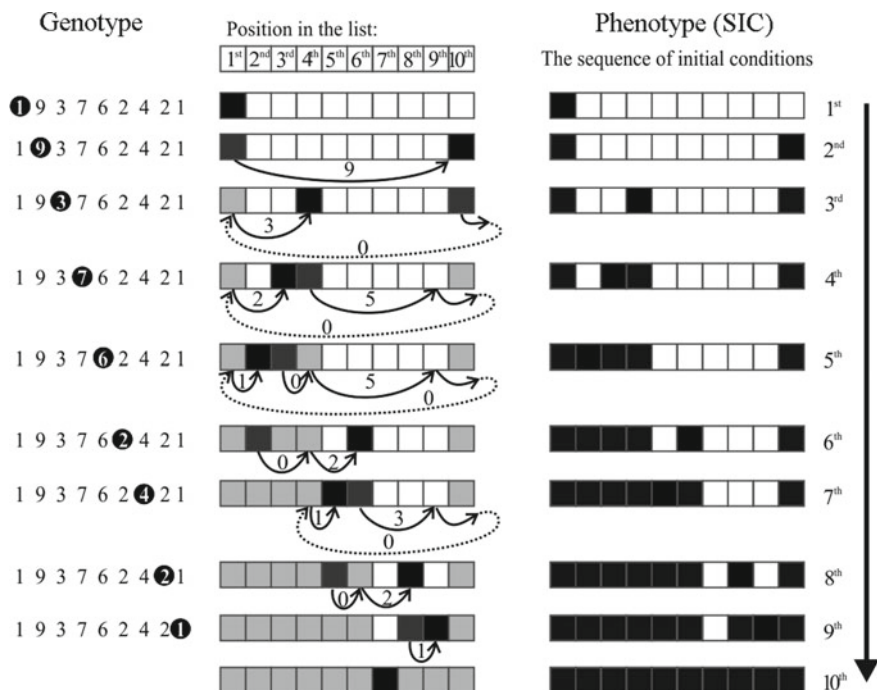 Genotype
Position in the list:
Phenotype (SIC)
1st 2nd 3rd 4th 5th 6th 7th 8th 9th 10th
The sequence of initial conditions
1 9 3 7 6 2 4 2 1
1st
1 9 3 7 6 2 4 2 1
9
2nd
1 9 3 7 6 2 4 2 1
3
0
3rd
1 9 3 7 6 2 4 2 1
2
5
0
4th
1 9 3 7 6 2 4 2 1
1
0
5
0
5th
1 9 3 7 6 2 4 2 1
0
2
6th
1 9 3 7 6 2 4 2 1
1
3
0
7th
1 9 3 7 6 2 4 2 1
0
2
8th
1 9 3 7 6 2 4 2 1
1
9th
10th